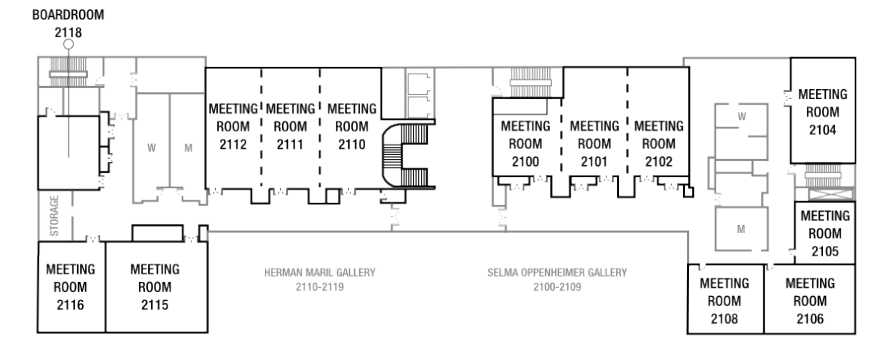 BOARDROOM
2118
MEETING
ROOM
2112
MEETING
ROOM
2111
MEETING
ROOM
2110
MEETING
ROOM
2100
MEETING
ROOM
2101
MEETING
ROOM
2102
MEETING
ROOM
2104
W
M
W
STORAGE
MEETING
ROOM
2105
M
MEETING
ROOM
2116
MEETING
ROOM
2115
HERMAN MARIL GALLERY
2110-2119
SELMA OPPENHEIMER GALLERY
2100-2109
MEETING
ROOM
2108
MEETING
ROOM
2106